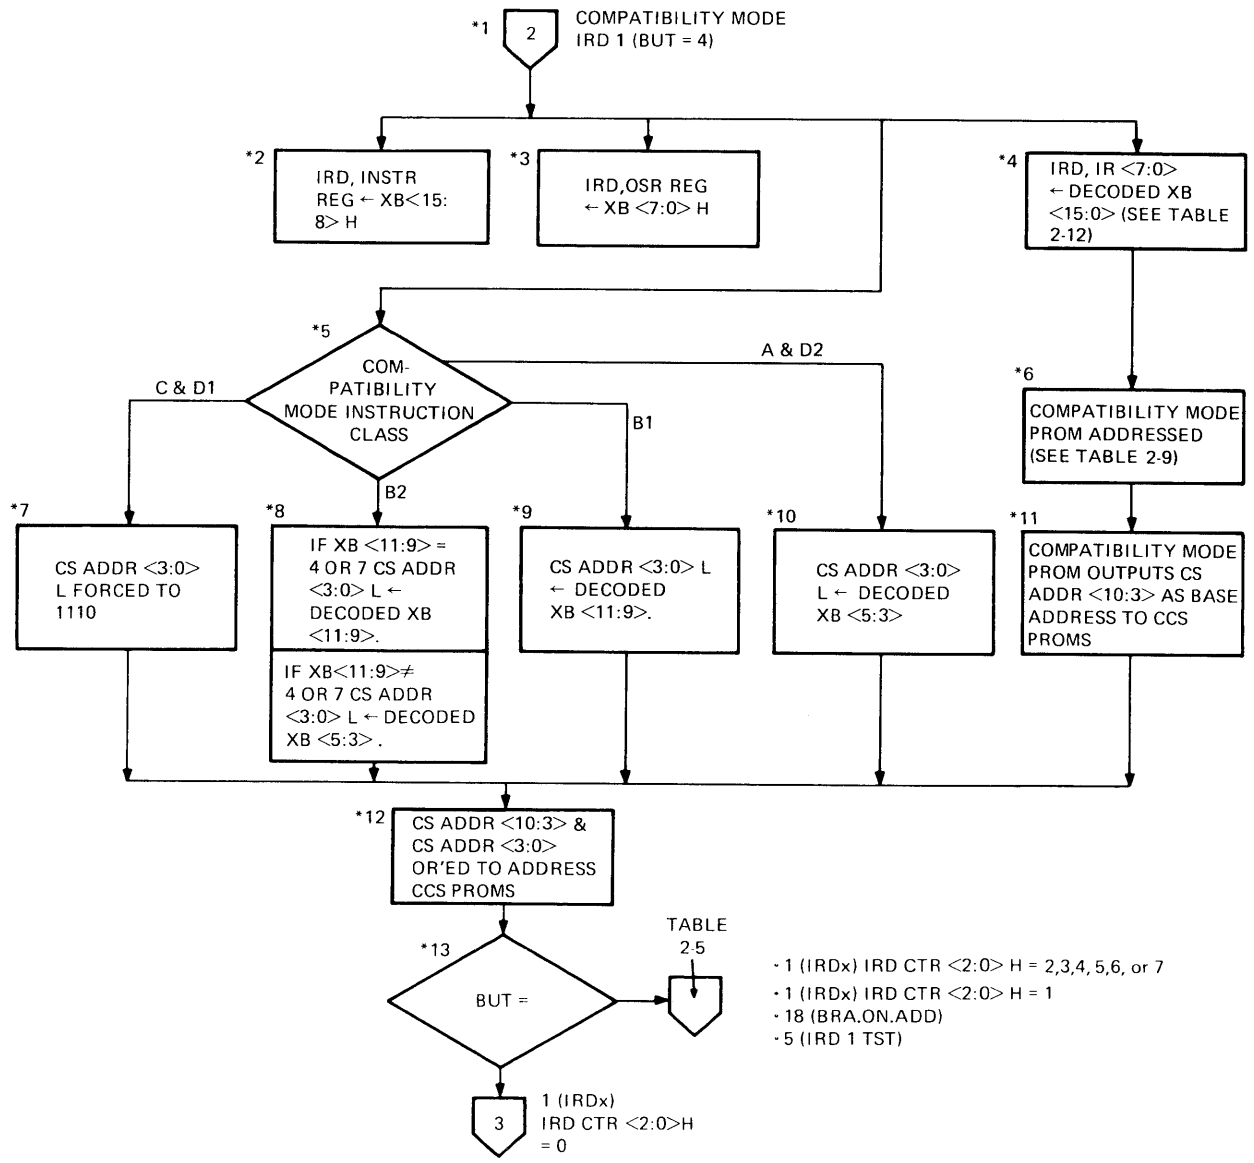 *1
2
COMPATIBILITY MODE
IRD 1 (BUT = 4)
*2
IRD, INSTR
REG ← XB<15:
8> H
*3
IRD,OSR REG
← XB <7:0> H
*4
IRD, IR <7:0>
← DECODED XB
<15:0> (SEE TABLE
2-12)
*5
COM-
PATIBILITY
MODE INSTRUCTION
CLASS
C & D1
B2
B1
A & D2
*6
COMPATIBILITY MODE
PROM ADDRESSED
(SEE TABLE 2-9)
*7
CS ADDR <3:0>
L FORCED TO
1110
*8
IF XB <11:9> =
4 OR 7 CS ADDR
<3:0> L ←
DECODED XB
<11:9>.
IF XB<11:9>≠
4 OR 7 CS ADDR
<3:0> L ← DECODED
XB <5:3> .
*9
CS ADDR <3:0> L
← DECODED
XB <11:9>.
*10
CS ADDR <3:0>
L ← DECODED
XB <5:3>
*11
COMPATIBILITY MODE
PROM OUTPUTS CS
ADDR <10:3> AS BASE
ADDRESS TO CCS
PROMS
*12
CS ADDR <10:3> &
CS ADDR <3:0>
OR'ED TO ADDRESS
CCS PROMS
*13
BUT =
TABLE
2-5
· 1 (IRDx) IRD CTR <2:0> H = 2,3,4, 5,6, or 7
· 1 (IRDx) IRD CTR <2:0> H = 1
· 18 (BRA.ON.ADD)
· 5 (IRD 1 TST)
3
1 (IRDx)
IRD CTR <2:0>H
= 0